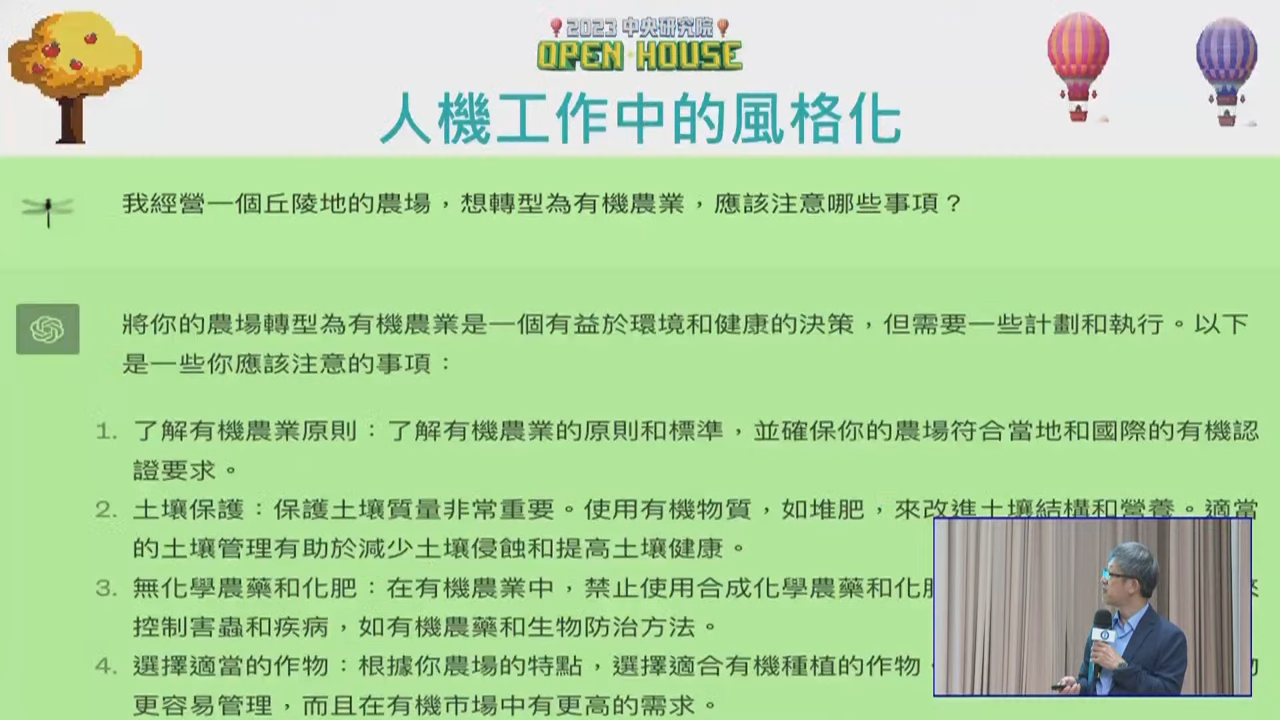 2023 中央研究院
OPEN HOUSE
人機工作中的風格化
我經營一個丘陵地的農場，想轉型為有機農業，應該注意哪些事項？
將你的農場轉型為有機農業是一個有益於環境和健康的決策，但需要一些計劃和執行。以下
是一些你應該注意的事項：
1. 了解有機農業原則：了解有機農業的原則和標準，並確保你的農場符合當地和國際的有機認
證要求。
2. 土壤保護：保護土壤質量非常重要。使用有機物質，如堆肥，來改進土壤結構和營養。適當
的土壤管理有助於減少土壤侵蝕和提高土壤健康。
3. 無化學農藥和化肥：在有機農業中，禁止使用合成化學農藥和化
控制害蟲和疾病，如有機農藥和生物防治方法。
4. 選擇適當的作物：根據你農場的特點，選擇適合有機種植的作物
更容易管理，而且在有機市場中有更高的需求。